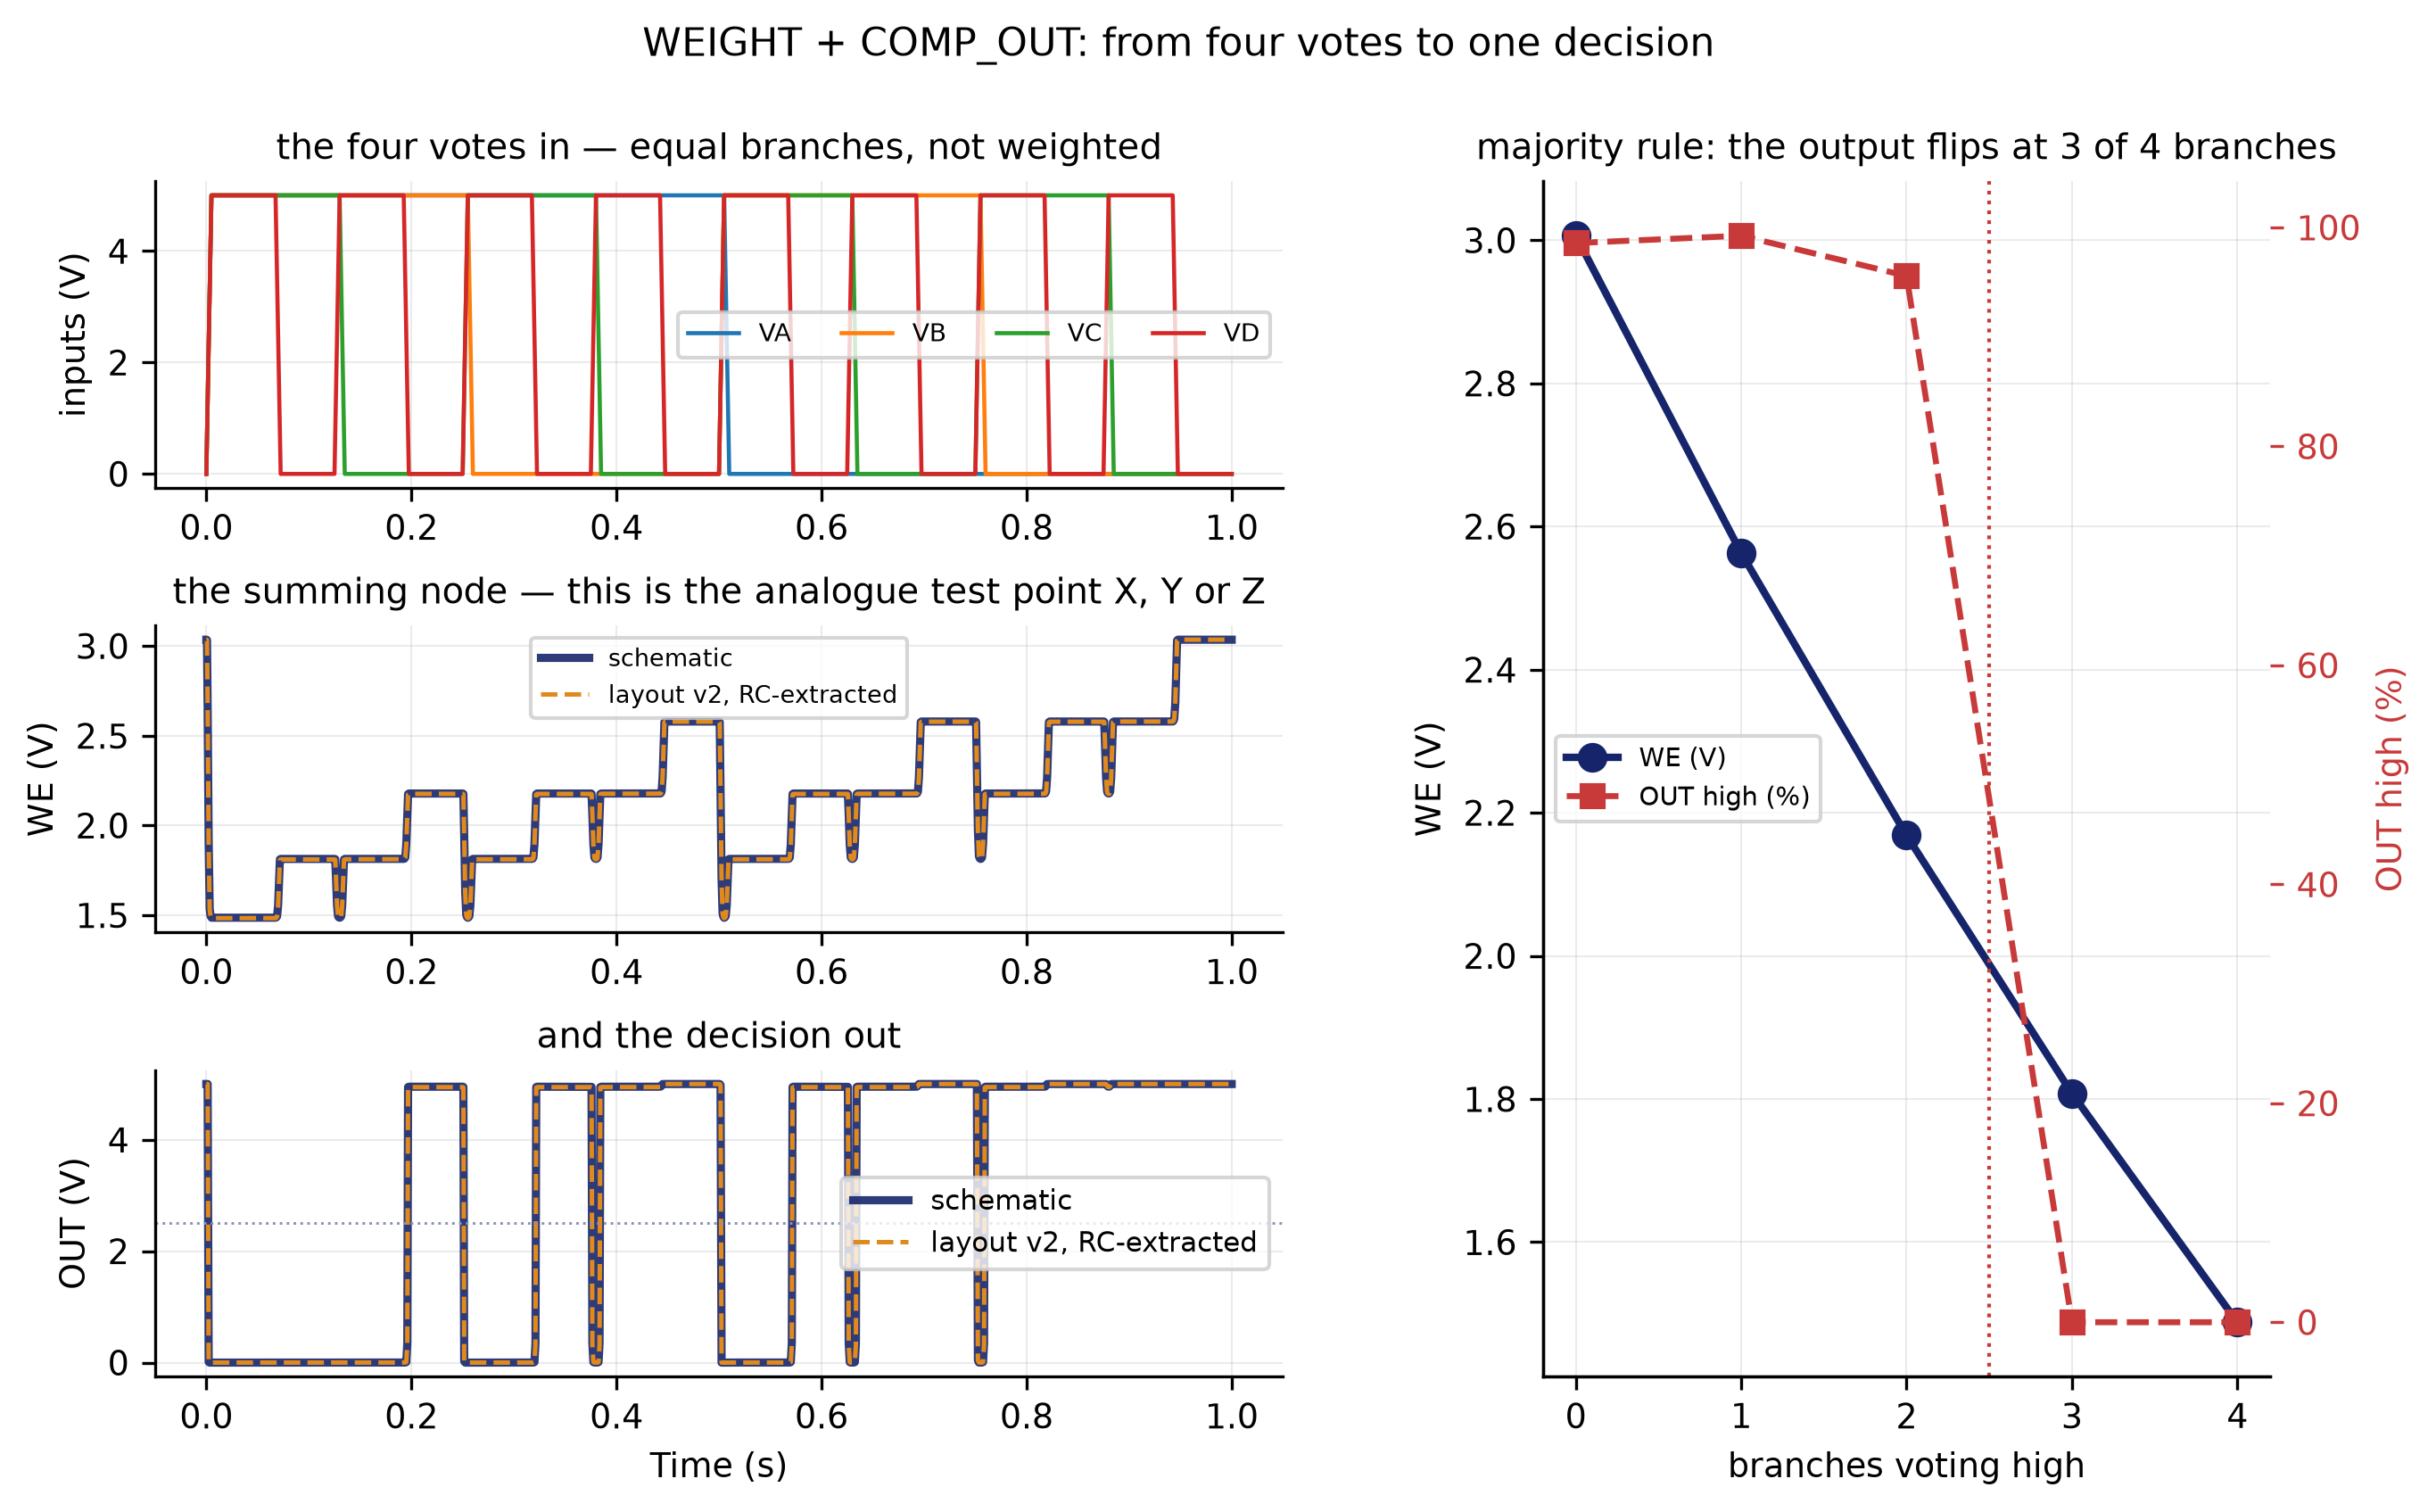 WEIGHT + COMP_OUT: from four votes to one decision
the four votes in — equal branches, not weighted
inputs (V)
4
2
0
VA VB VC VD
0.0 0.2 0.4 0.6 0.8 1.0
the summing node — this is the analogue test point X, Y or Z
WE (V)
3.0
2.5
2.0
1.5
schematic
layout v2, RC-extracted
0.0 0.2 0.4 0.6 0.8 1.0
and the decision out
OUT (V)
4
2
0
schematic
layout v2, RC-extracted
0.0 0.2 0.4 0.6 0.8 1.0
Time (s)
majority rule: the output flips at 3 of 4 branches
WE (V)
3.0
2.8
2.6
2.4
2.2
2.0
1.8
1.6
WE (V)
OUT high (%)
100
80
60
40
20
0
OUT high (%)
0 1 2 3 4
branches voting high